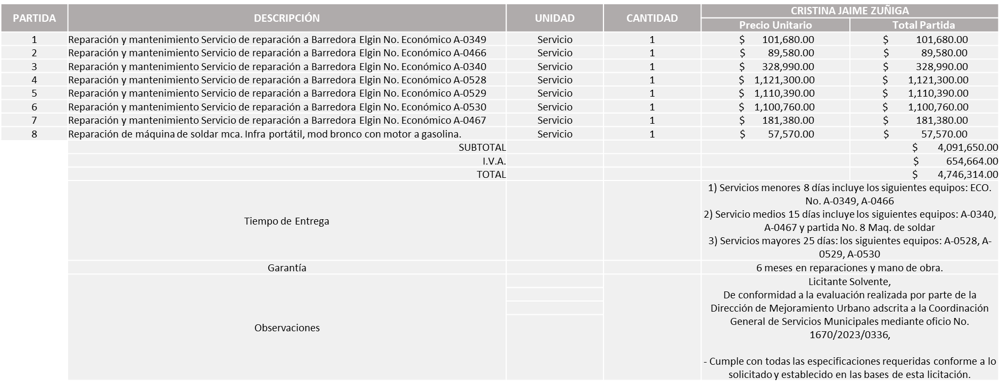 PARTIDA DESCRIPCIÓN UNIDAD CANTIDAD CRISTINA JAIME ZUÑIGA
Precio Unitario Total Partida
1 Reparación y mantenimiento Servicio de reparación a Barredora Elgin No. Económico A-0349 Servicio 1 $ 101,680.00 $ 101,680.00
2 Reparación y mantenimiento Servicio de reparación a Barredora Elgin No. Económico A-0466 Servicio 1 $ 89,580.00 $ 89,580.00
3 Reparación y mantenimiento Servicio de reparación a Barredora Elgin No. Económico A-0340 Servicio 1 $ 328,990.00 $ 328,990.00
4 Reparación y mantenimiento Servicio de reparación a Barredora Elgin No. Económico A-0528 Servicio 1 $ 1,121,300.00 $ 1,121,300.00
5 Reparación y mantenimiento Servicio de reparación a Barredora Elgin No. Económico A-0529 Servicio 1 $ 1,110,390.00 $ 1,110,390.00
6 Reparación y mantenimiento Servicio de reparación a Barredora Elgin No. Económico A-0530 Servicio 1 $ 1,100,760.00 $ 1,100,760.00
7 Reparación y mantenimiento Servicio de reparación a Barredora Elgin No. Económico A-0467 Servicio 1 $ 181,380.00 $ 181,380.00
8 Reparación de máquina de soldar mca. Infra portátil, mod bronco con motor a gasolina. Servicio 1 $ 57,570.00 $ 57,570.00
SUBTOTAL $ 4,091,650.00
I.V.A. $ 654,664.00
TOTAL $ 4,746,314.00
Tiempo de Entrega
1) Servicios menores 8 días incluye los siguientes equipos: ECO.
No. A-0349, A-0466
2) Servicio medios 15 días incluye los siguientes equipos: A-0340,
A-0467 y partida No. 8 Maq. de soldar
3) Servicios mayores 25 días: los siguientes equipos: A-0528, A-
0529, A-0530
Garantía 6 meses en reparaciones y mano de obra.
Observaciones
Licitante Solvente,
De conformidad a la evaluación realizada por parte de la
Dirección de Mejoramiento Urbano adscrita a la Coordinación
General de Servicios Municipales mediante oficio No.
1670/2023/0336,
- Cumple con todas las especificaciones requeridas conforme a lo
solicitado y establecido en las bases de esta licitación.